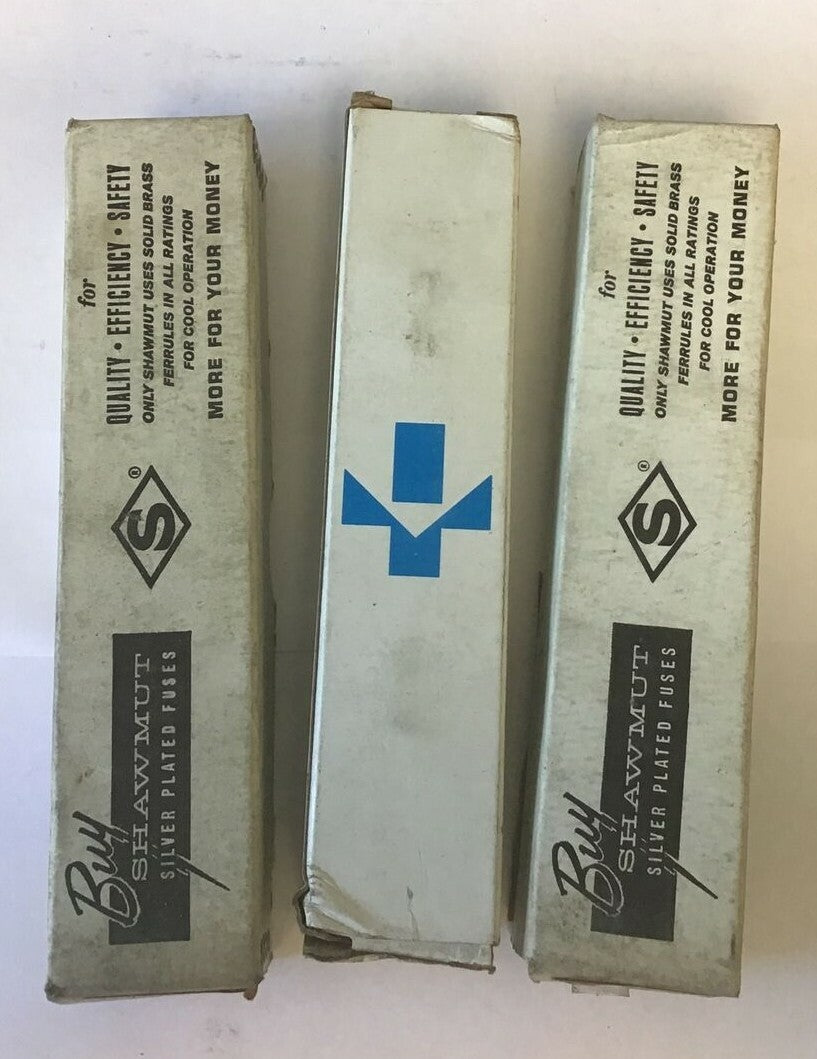 for
QUALITY • EFFICIENCY • SAFETY
ONLY SHAWMUT USES SOLID BRASS
FERRULES IN ALL RATINGS
FOR COOL OPERATION
MORE FOR YOUR MONEY
S ®
Buy
SHAWMUT
SILVER PLATED FUSES
for
QUALITY • EFFICIENCY • SAFETY
ONLY SHAWMUT USES SOLID BRASS
FERRULES IN ALL RATINGS
FOR COOL OPERATION
MORE FOR YOUR MONEY
S ®
Buy
SHAWMUT
SILVER PLATED FUSES